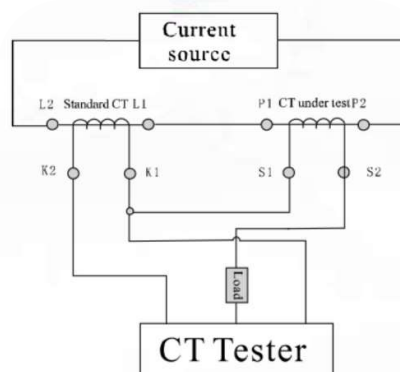 Current
source
L2 Standard CT L1 P1 CT under test P2
K2 K1 S1 S2
Load
CT Tester